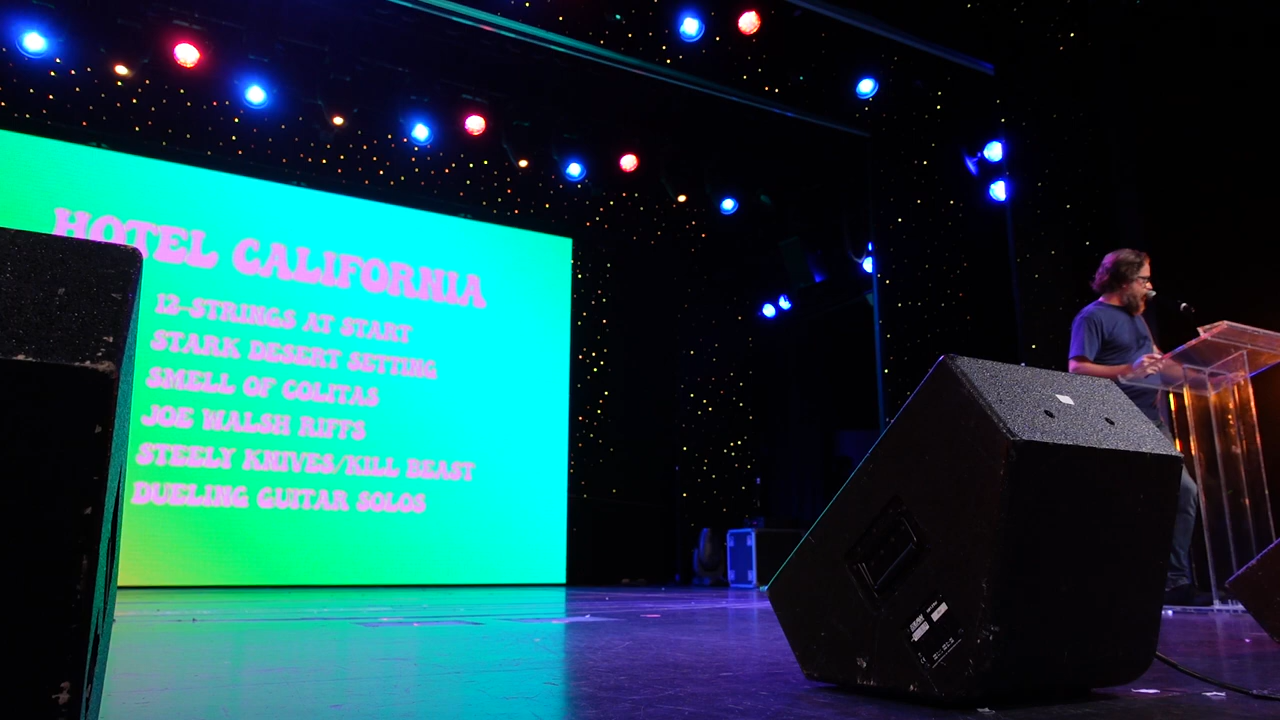 HOTEL CALIFORNIA
12-STRINGS AT START
STARK DESERT SETTING
SMELL OF COLITAS
JOE WALSH RIFFS
STEELY KNIVES/KILL BEAST
DUELING GUITAR SOLOS